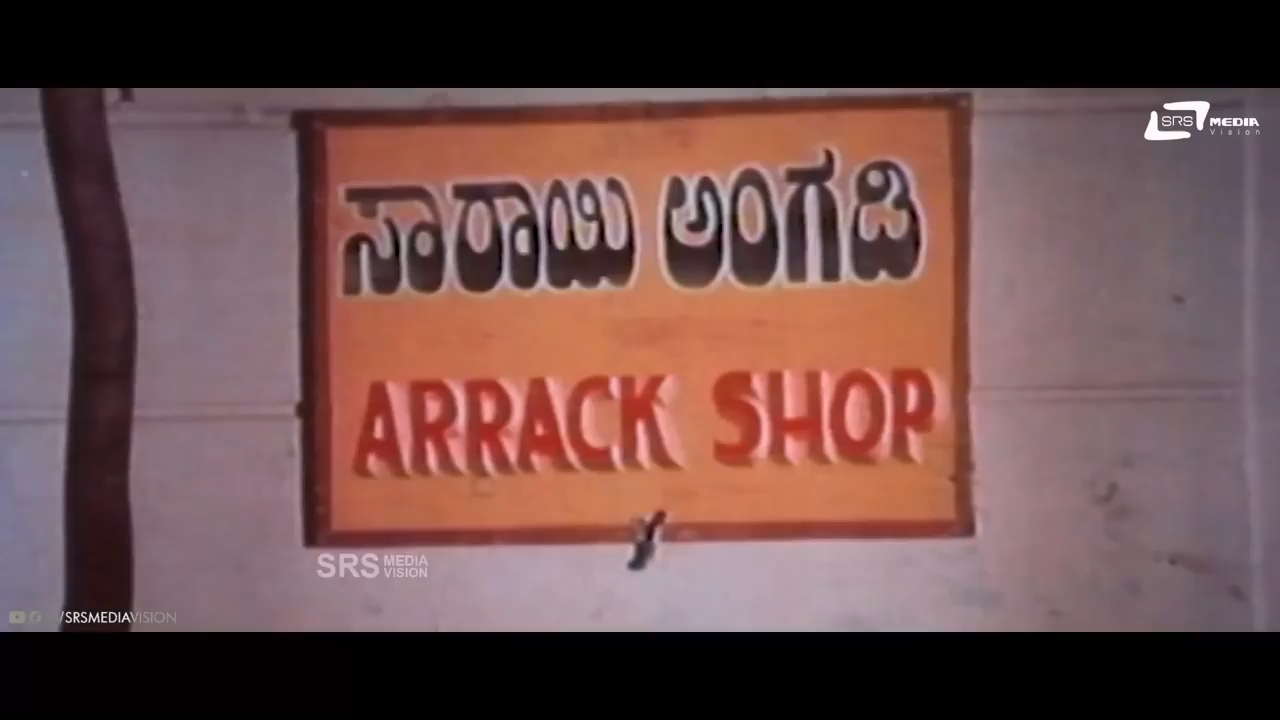 SRS MEDIA
Vision
ಸಾರಾಯಿ ಅಂಗಡಿ
ARRACK SHOP
SRS MEDIA
VISION
/SRSMEDIAVISION